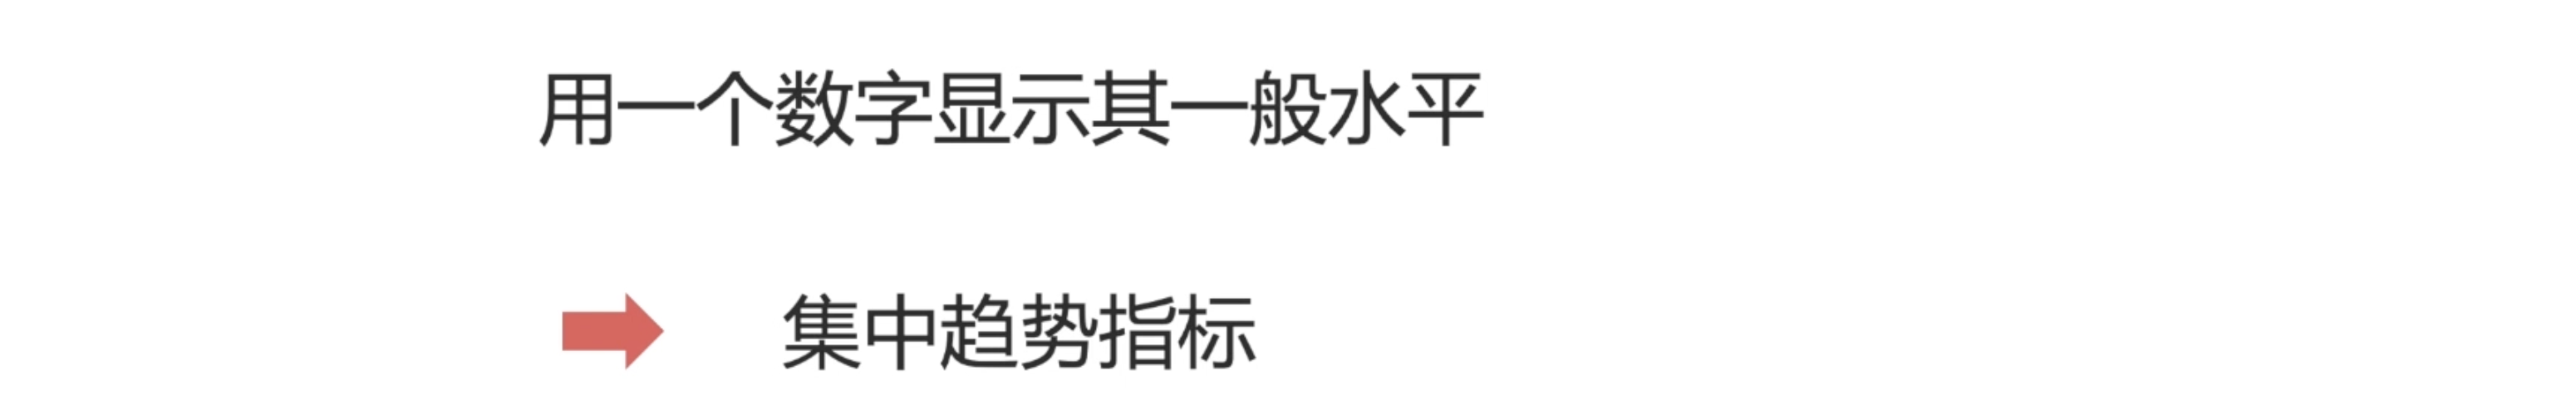 用一个数字显示其一般水平
集中趋势指标